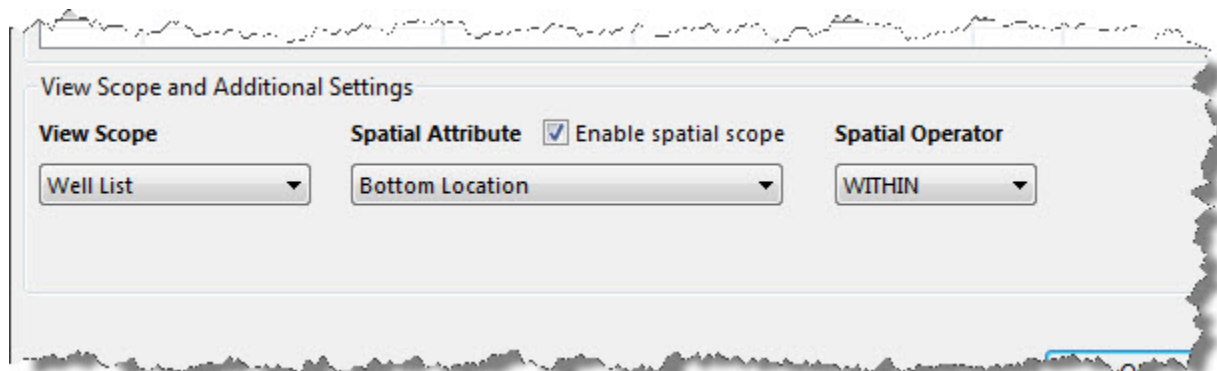 View Scope and Additional Settings
View Scope
Spatial Attribute
Enable spatial scope
Spatial Operator
Well List
Bottom Location
WITHIN